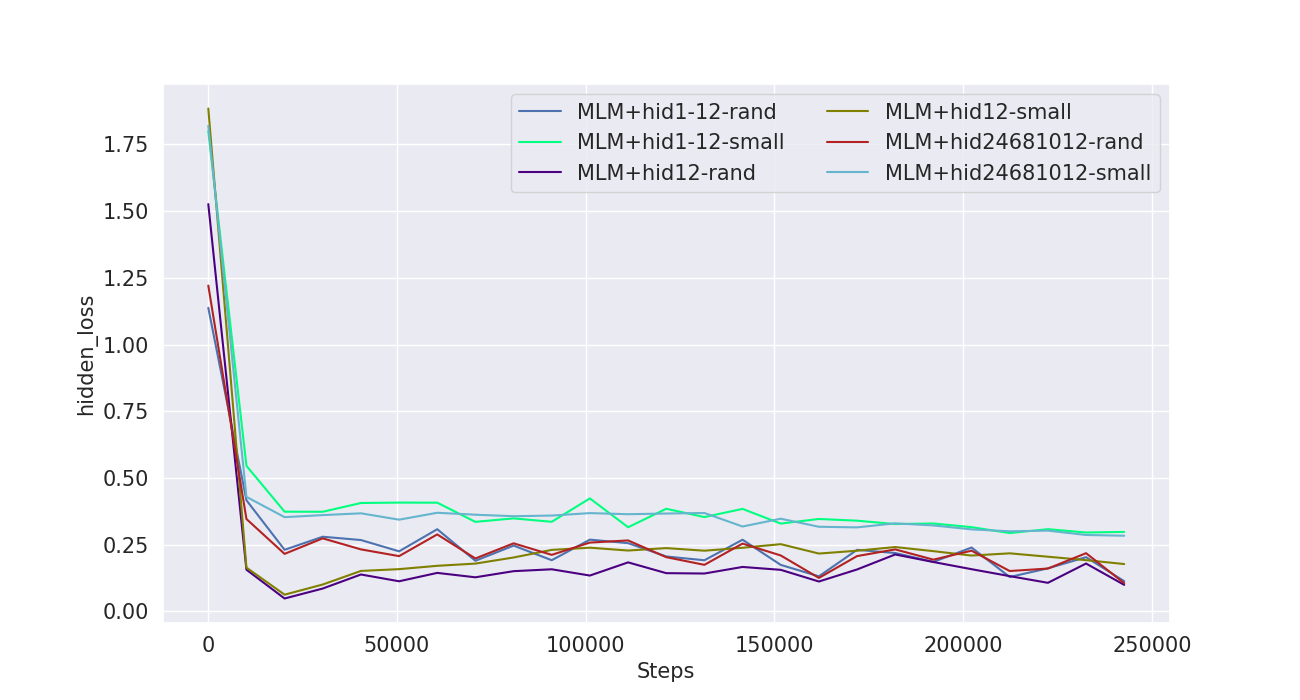 MLM+hid1-12-rand
MLM+hid1-12-small
MLM+hid12-rand
MLM+hid12-small
MLM+hid24681012-rand
MLM+hid24681012-small
1.75
1.50
1.25
1.00
0.75
0.50
0.25
0.00
hidden_loss
0 50000 100000 150000 200000 250000
Steps